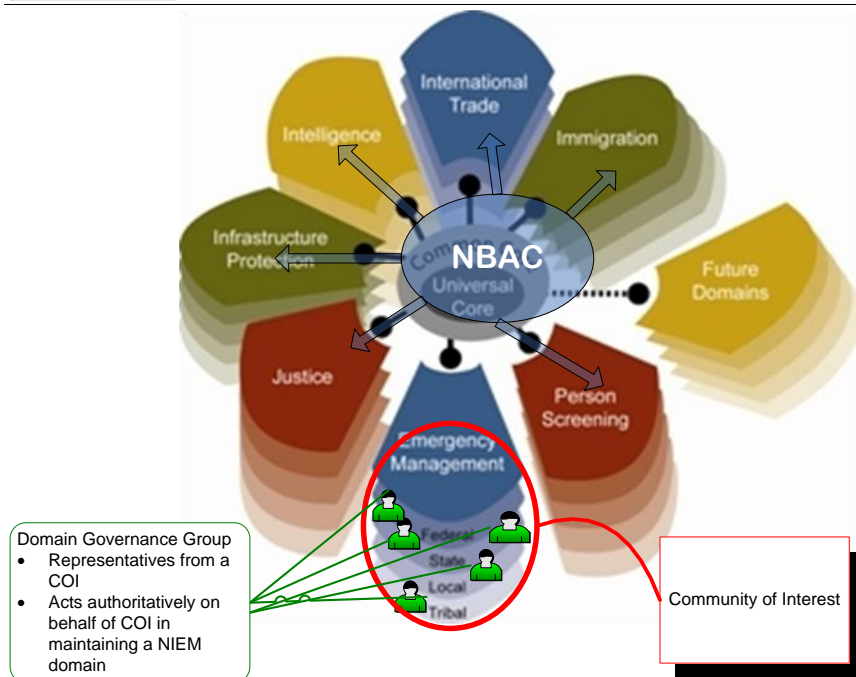 International
Trade
Intelligence
Immigration
Infrastructure
Protection
Common
NBAC
Universal
Core
Future
Domains
Justice
Person
Screening
Emergency
Management
Federal
State
Local
Tribal
Domain Governance Group
• Representatives from a
COI
• Acts authoritatively on
behalf of COI in
maintaining a NIEM
domain
Community of Interest